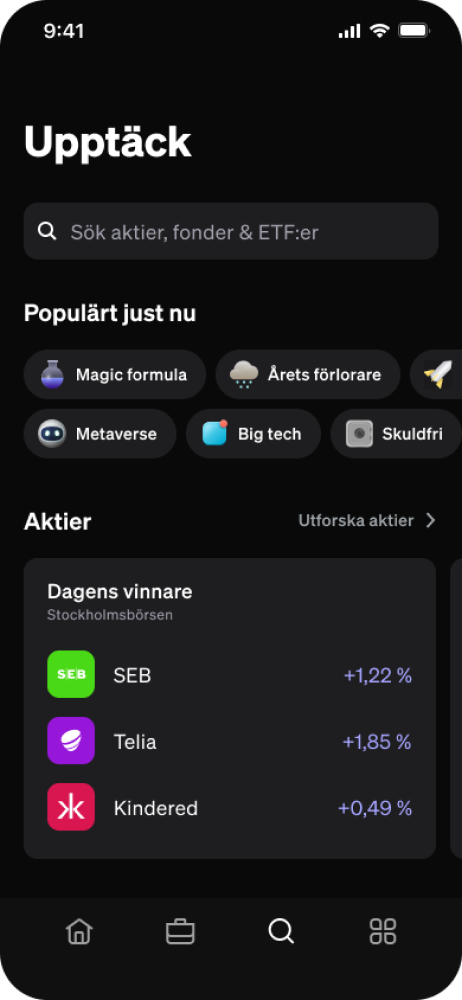 9:41
Upptäck
Sök aktier, fonder & ETF:er
Populärt just nu
Magic formula
Årets förlorare
Metaverse
Big tech
Skuldfri
Aktier
Utforska aktier
Dagens vinnare
Stockholmsbörsen
SEB SEB +1,22 %
Telia +1,85 %
Kindered +0,49 %